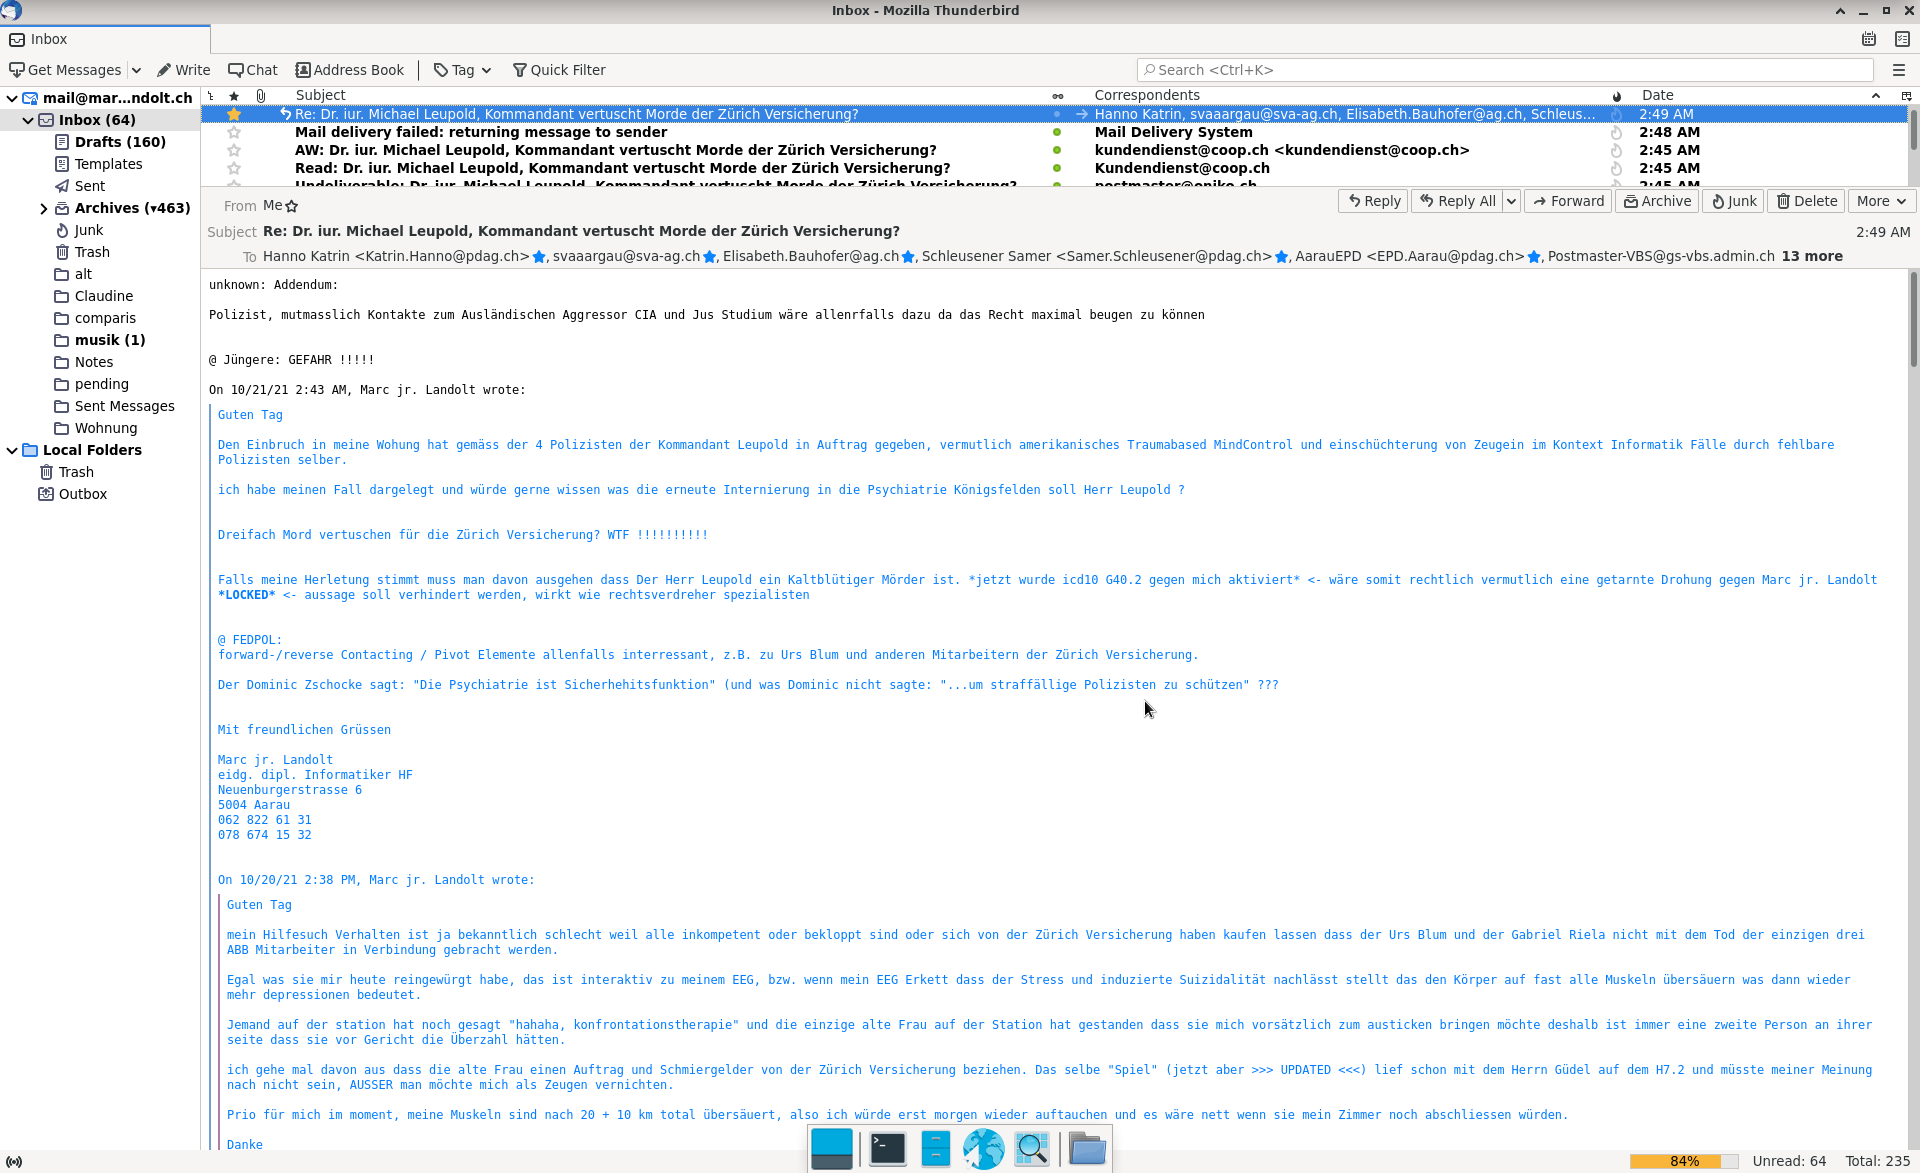 Inbox - Mozilla Thunderbird
Inbox
Get Messages Write Chat Address Book Tag Quick Filter Search <Ctrl+K>
mail@mar...ndolt.ch
Inbox (64)
Drafts (160)
Templates
Sent
Archives (▾463)
Junk
Trash
alt
Claudine
comparis
musik (1)
Notes
pending
Sent Messages
Wohnung
Local Folders
Trash
Outbox
Subject Correspondents Date
Re: Dr. iur. Michael Leupold, Kommandant vertuscht Morde der Zürich Versicherung? Hanno Katrin, svaaargau@sva-ag.ch, Elisabeth.Bauhofer@ag.ch, Schleus... 2:49 AM
Mail delivery failed: returning message to sender Mail Delivery System 2:48 AM
AW: Dr. iur. Michael Leupold, Kommandant vertuscht Morde der Zürich Versicherung? kundendienst@coop.ch <kundendienst@coop.ch> 2:45 AM
Read: Dr. iur. Michael Leupold, Kommandant vertuscht Morde der Zürich Versicherung? Kundendienst@coop.ch 2:45 AM
Undeliverable: Dr. iur. Michael Leupold, Kommandant vertuscht Morde der Zürich Versicherung? postmaster@enike.ch 2:45 AM
From Me Reply Reply All Forward Archive Junk Delete More
Subject Re: Dr. iur. Michael Leupold, Kommandant vertuscht Morde der Zürich Versicherung? 2:49 AM
To Hanno Katrin <Katrin.Hanno@pdag.ch>, svaaargau@sva-ag.ch, Elisabeth.Bauhofer@ag.ch, Schleusener Samer <Samer.Schleusener@pdag.ch>, AarauEPD <EPD.Aarau@pdag.ch>, Postmaster-VBS@gs-vbs.admin.ch 13 more
unknown: Addendum:
Polizist, mutmasslich Kontakte zum Ausländischen Aggressor CIA und Jus Studium wäre allenrfalls dazu da das Recht maximal beugen zu können
@ Jüngere: GEFAHR !!!!!
On 10/21/21 2:43 AM, Marc jr. Landolt wrote:
Guten Tag
Den Einbruch in meine Wohung hat gemäss der 4 Polizisten der Kommandant Leupold in Auftrag gegeben, vermutlich amerikanisches Traumabased MindControl und einschüchterung von Zeugein im Kontext Informatik Fälle durch fehlbare
Polizisten selber.
ich habe meinen Fall dargelegt und würde gerne wissen was die erneute Internierung in die Psychiatrie Königsfelden soll Herr Leupold ?
Dreifach Mord vertuschen für die Zürich Versicherung? WTF !!!!!!!!!!
Falls meine Herletung stimmt muss man davon ausgehen dass Der Herr Leupold ein Kaltblütiger Mörder ist. *jetzt wurde icd10 G40.2 gegen mich aktiviert* <- wäre somit rechtlich vermutlich eine getarnte Drohung gegen Marc jr. Landolt
*LOCKED* <- aussage soll verhindert werden, wirkt wie rechtsverdreher spezialisten
@ FEDPOL:
forward-/reverse Contacting / Pivot Elemente allenfalls interressant, z.B. zu Urs Blum und anderen Mitarbeitern der Zürich Versicherung.
Der Dominic Zschocke sagt: "Die Psychiatrie ist Sicherhehitsfunktion" (und was Dominic nicht sagte: "...um straffällige Polizisten zu schützen" ???
Mit freundlichen Grüssen
Marc jr. Landolt
eidg. dipl. Informatiker HF
Neuenburgerstrasse 6
5004 Aarau
062 822 61 31
078 674 15 32
On 10/20/21 2:38 PM, Marc jr. Landolt wrote:
Guten Tag
mein Hilfesuch Verhalten ist ja bekanntlich schlecht weil alle inkompetent oder bekloppt sind oder sich von der Zürich Versicherung haben kaufen lassen dass der Urs Blum und der Gabriel Riela nicht mit dem Tod der einzigen drei
ABB Mitarbeiter in Verbindung gebracht werden.
Egal was sie mir heute reingewürgt habe, das ist interaktiv zu meinem EEG, bzw. wenn mein EEG Erkett dass der Stress und induzierte Suizidalität nachlässt stellt das den Körper auf fast alle Muskeln übersäuern was dann wieder
mehr depressionen bedeutet.
Jemand auf der station hat noch gesagt "hahaha, konfrontationstherapie" und die einzige alte Frau auf der Station hat gestanden dass sie mich vorsätzlich zum austicken bringen möchte deshalb ist immer eine zweite Person an ihrer
seite dass sie vor Gericht die Überzahl hätten.
ich gehe mal davon aus dass die alte Frau einen Auftrag und Schmiergelder von der Zürich Versicherung beziehen. Das selbe "Spiel" (jetzt aber >>> UPDATED <<<) lief schon mit dem Herrn Güdel auf dem H7.2 und müsste meiner Meinung
nach nicht sein, AUSSER man möchte mich als Zeugen vernichten.
Prio für mich im moment, meine Muskeln sind nach 20 + 10 km total übersäuert, also ich würde erst morgen wieder auftauchen und es wäre nett wenn sie mein Zimmer noch abschliessen würden.
Danke
84% Unread: 64 Total: 235